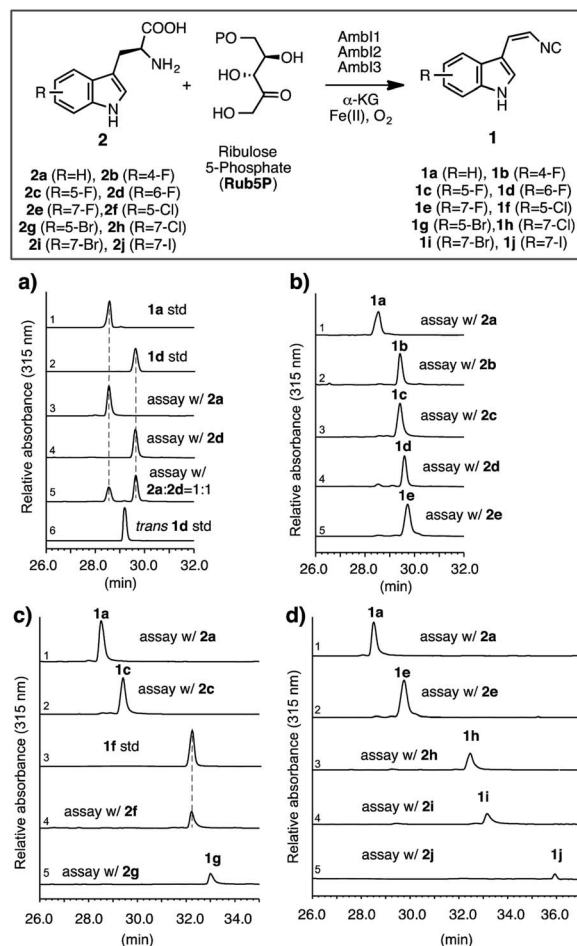 COOH
NH2
R
N
H
2
+
P
O
OH
HO
HO
O
Ribulose
5-Phosphate
(Rub5P)
AmbI1
AmbI2
AmbI3
α-KG
Fe(II), O2
NC
R
N
H
1
2a (R=H), 2b (R=4-F)
2c (R=5-F), 2d (R=6-F)
2e (R=7-F), 2f (R=5-Cl)
2g (R=5-Br), 2h (R=7-Cl)
2i (R=7-Br), 2j (R=7-I)
1a (R=H), 1b (R=4-F)
1c (R=5-F), 1d (R=6-F)
1e (R=7-F), 1f (R=5-Cl)
1g (R=5-Br), 1h (R=7-Cl)
1i (R=7-Br), 1j (R=7-I)
a)
Relative absorbance (315 nm)
1 1a std
2 1d std
3 assay w/ 2a
4 assay w/ 2d
assay w/
5 2a:2d=1:1
6 trans 1d std
26.0 28.0 30.0 32.0
(min)
b)
Relative absorbance (315 nm)
1a
1 assay w/ 2a
1b
2 assay w/ 2b
1c
3 assay w/ 2c
1d
4 assay w/ 2d
1e
5 assay w/ 2e
26.0 28.0 30.0 32.0
(min)
c)
Relative absorbance (315 nm)
1a
1 assay w/ 2a
1c
2 assay w/ 2c
3 1f std
4 assay w/ 2f
1g
5 assay w/ 2g
26.0 28.0 30.0 32.0 34.0
(min)
d)
Relative absorbance (315 nm)
1a
1 assay w/ 2a
1e
2 assay w/ 2e
1h
3 assay w/ 2h
1i
4 assay w/ 2i
1j
5 assay w/ 2j
26.0 28.0 30.0 32.0 34.0 36.0
(min)